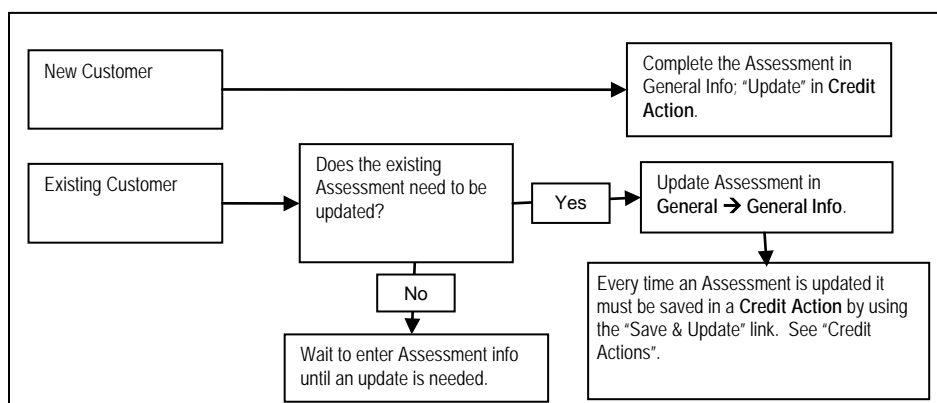 New Customer
Complete the Assessment in
General Info; “Update” in Credit
Action.
Existing Customer
Does the existing
Assessment need to be
updated?
Yes
Update Assessment in
General → General Info.
No
Wait to enter Assessment info
until an update is needed.
Every time an Assessment is updated it
must be saved in a Credit Action by using
the “Save & Update” link. See “Credit
Actions”.